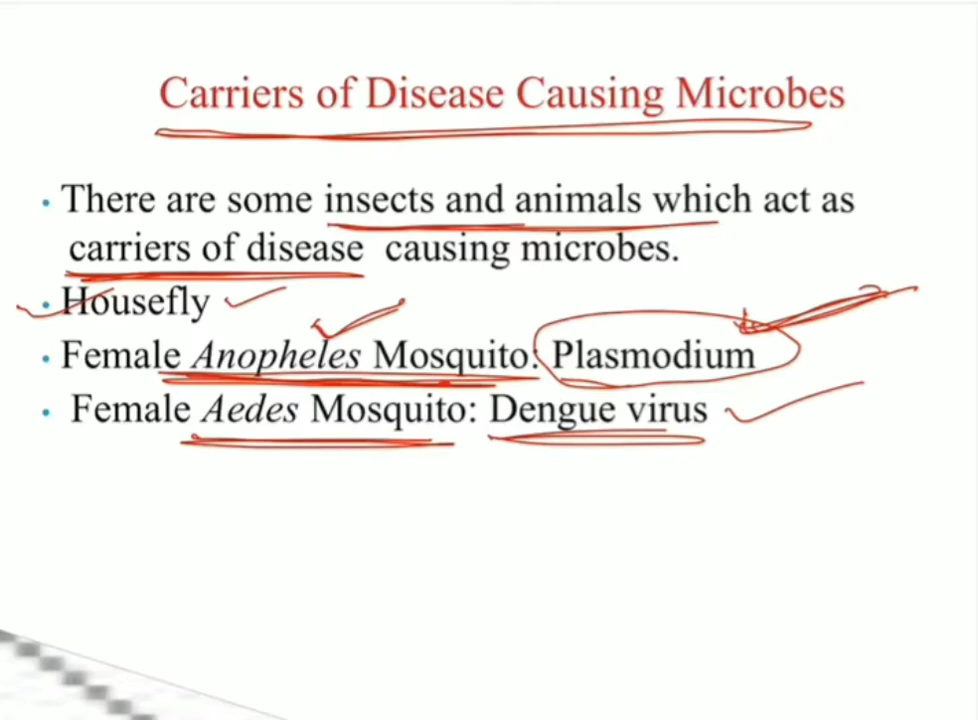 Carriers of Disease Causing Microbes
• There are some insects and animals which act as
carriers of disease causing microbes.
• Housefly
• Female Anopheles Mosquito: Plasmodium
• Female Aedes Mosquito: Dengue virus